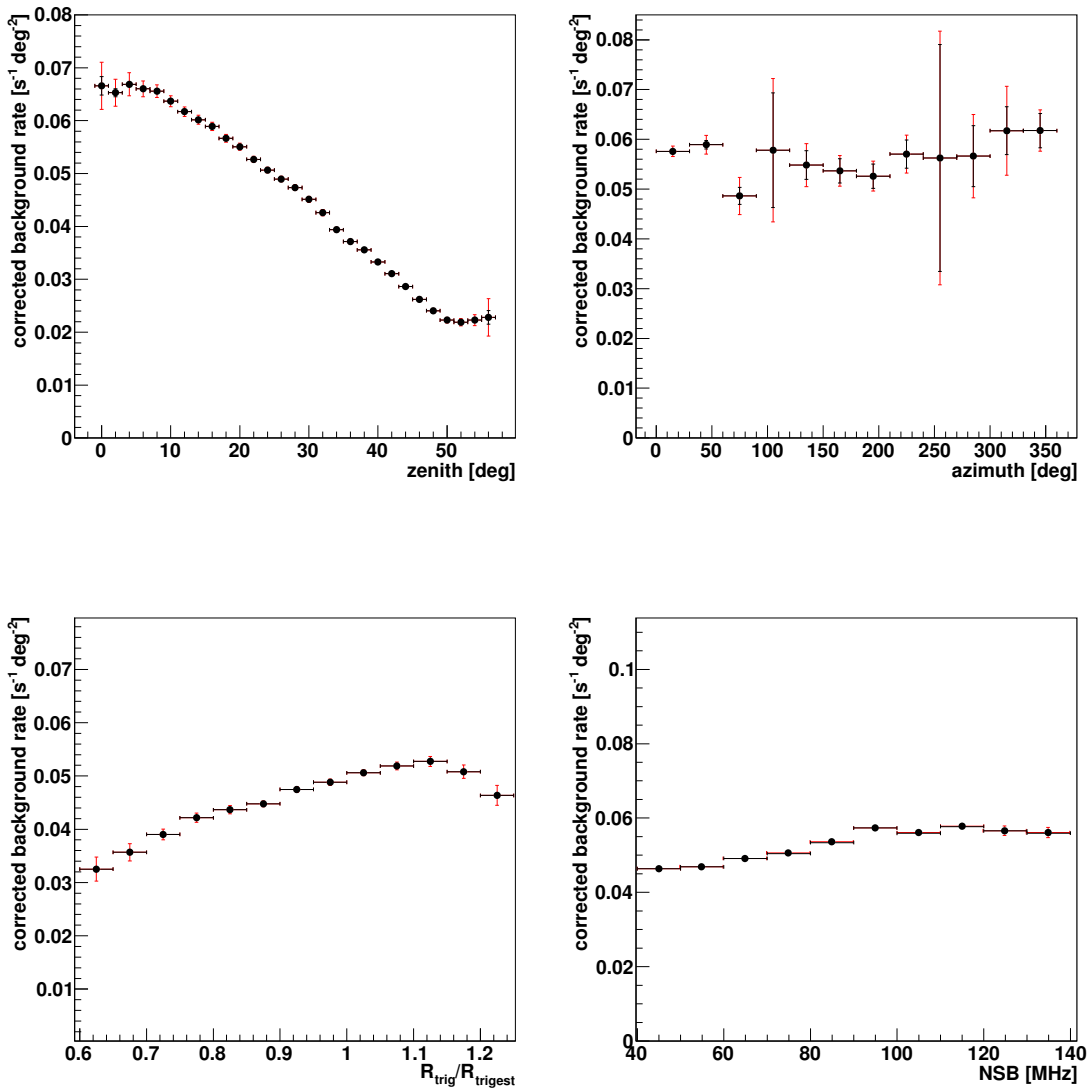 corrected background rate [s⁻¹ deg⁻²]
0.08
0.07
0.06
0.05
0.04
0.03
0.02
0.01
0
0 10 20 30 40 50
zenith [deg]
corrected background rate [s⁻¹ deg⁻²]
0.08
0.07
0.06
0.05
0.04
0.03
0.02
0.01
0
0 50 100 150 200 250 300 350
azimuth [deg]
corrected background rate [s⁻¹ deg⁻²]
0.07
0.06
0.05
0.04
0.03
0.02
0.01
0.6 0.7 0.8 0.9 1 1.1 1.2
R_trig/R_trigest
corrected background rate [s⁻¹ deg⁻²]
0.1
0.08
0.06
0.04
0.02
0
40 60 80 100 120 140
NSB [MHz]